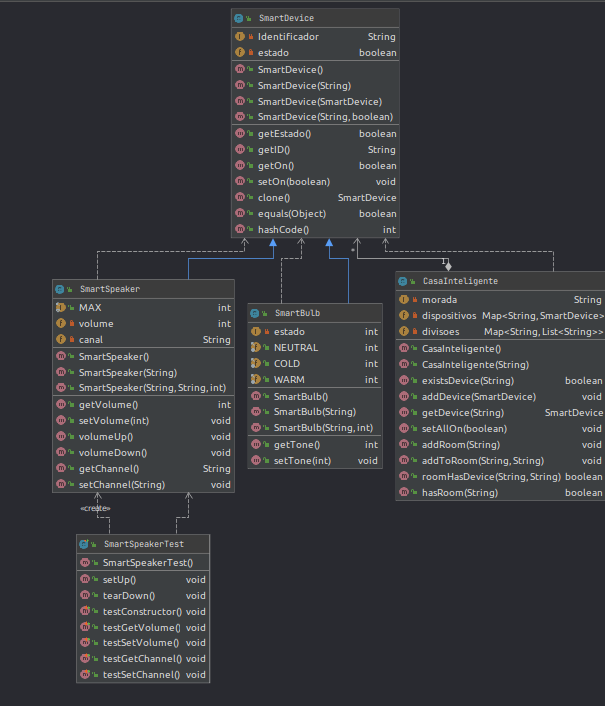 SmartDevice
Identificador String
estado boolean
SmartDevice()
SmartDevice(String)
SmartDevice(SmartDevice)
SmartDevice(String, boolean)
getEstado() boolean
getID() String
getOn() boolean
setOn(boolean) void
clone() SmartDevice
equals(Object) boolean
hashCode() int
*
1
SmartSpeaker
MAX int
volume int
canal String
SmartSpeaker()
SmartSpeaker(String)
SmartSpeaker(String, String, int)
getVolume() int
setVolume(int) void
volumeUp() void
volumeDown() void
getChannel() String
setChannel(String) void
SmartBulb
estado int
NEUTRAL int
COLD int
WARM int
SmartBulb()
SmartBulb(String)
SmartBulb(String, int)
getTone() int
setTone(int) void
CasaInteligente
morada String
dispositivos Map<String, SmartDevice>
divisoes Map<String, List<String>>
CasaInteligente()
CasaInteligente(String)
existsDevice(String) boolean
addDevice(SmartDevice) void
getDevice(String) SmartDevice
setAllOn(boolean) void
addRoom(String) void
addToRoom(String, String) void
roomHasDevice(String, String) boolean
hasRoom(String) boolean
«create»
SmartSpeakerTest
SmartSpeakerTest()
setUp() void
tearDown() void
testConstructor() void
testGetVolume() void
testSetVolume() void
testGetChannel() void
testSetChannel() void